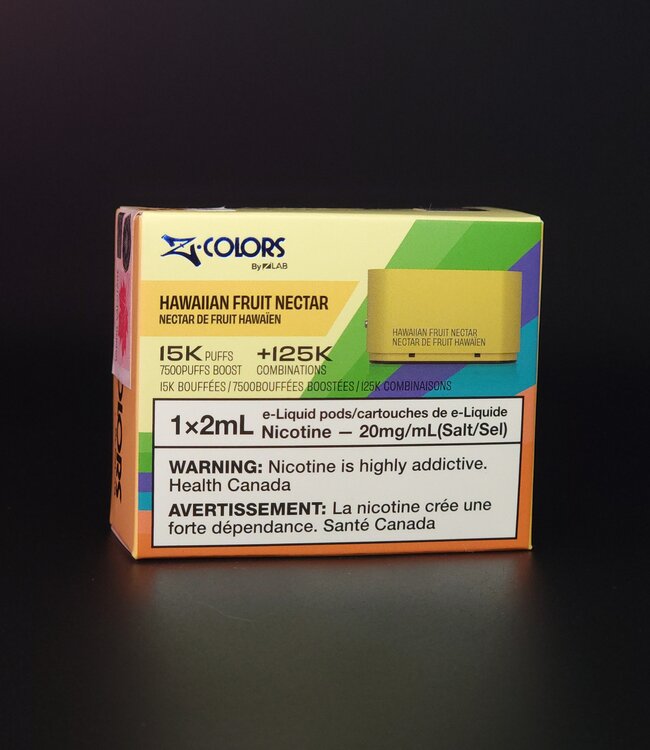 Z·COLORS
By ZLAB
HAWAIIAN FRUIT NECTAR
NECTAR DE FRUIT HAWAÏEN
15K PUFFS +125K
7500PUFFS BOOST COMBINATIONS
15K BOUFFÉES/7500BOUFFÉES BOOSTÉES/125K COMBINAISONS
HAWAIIAN FRUIT NECTAR
NECTAR DE FRUIT HAWAÏEN
1×2mL
e-Liquid pods/cartouches de e-Liquide
Nicotine — 20mg/mL(Salt/Sel)
WARNING: Nicotine is highly addictive.
Health Canada
AVERTISSEMENT: La nicotine crée une
forte dépendance. Santé Canada